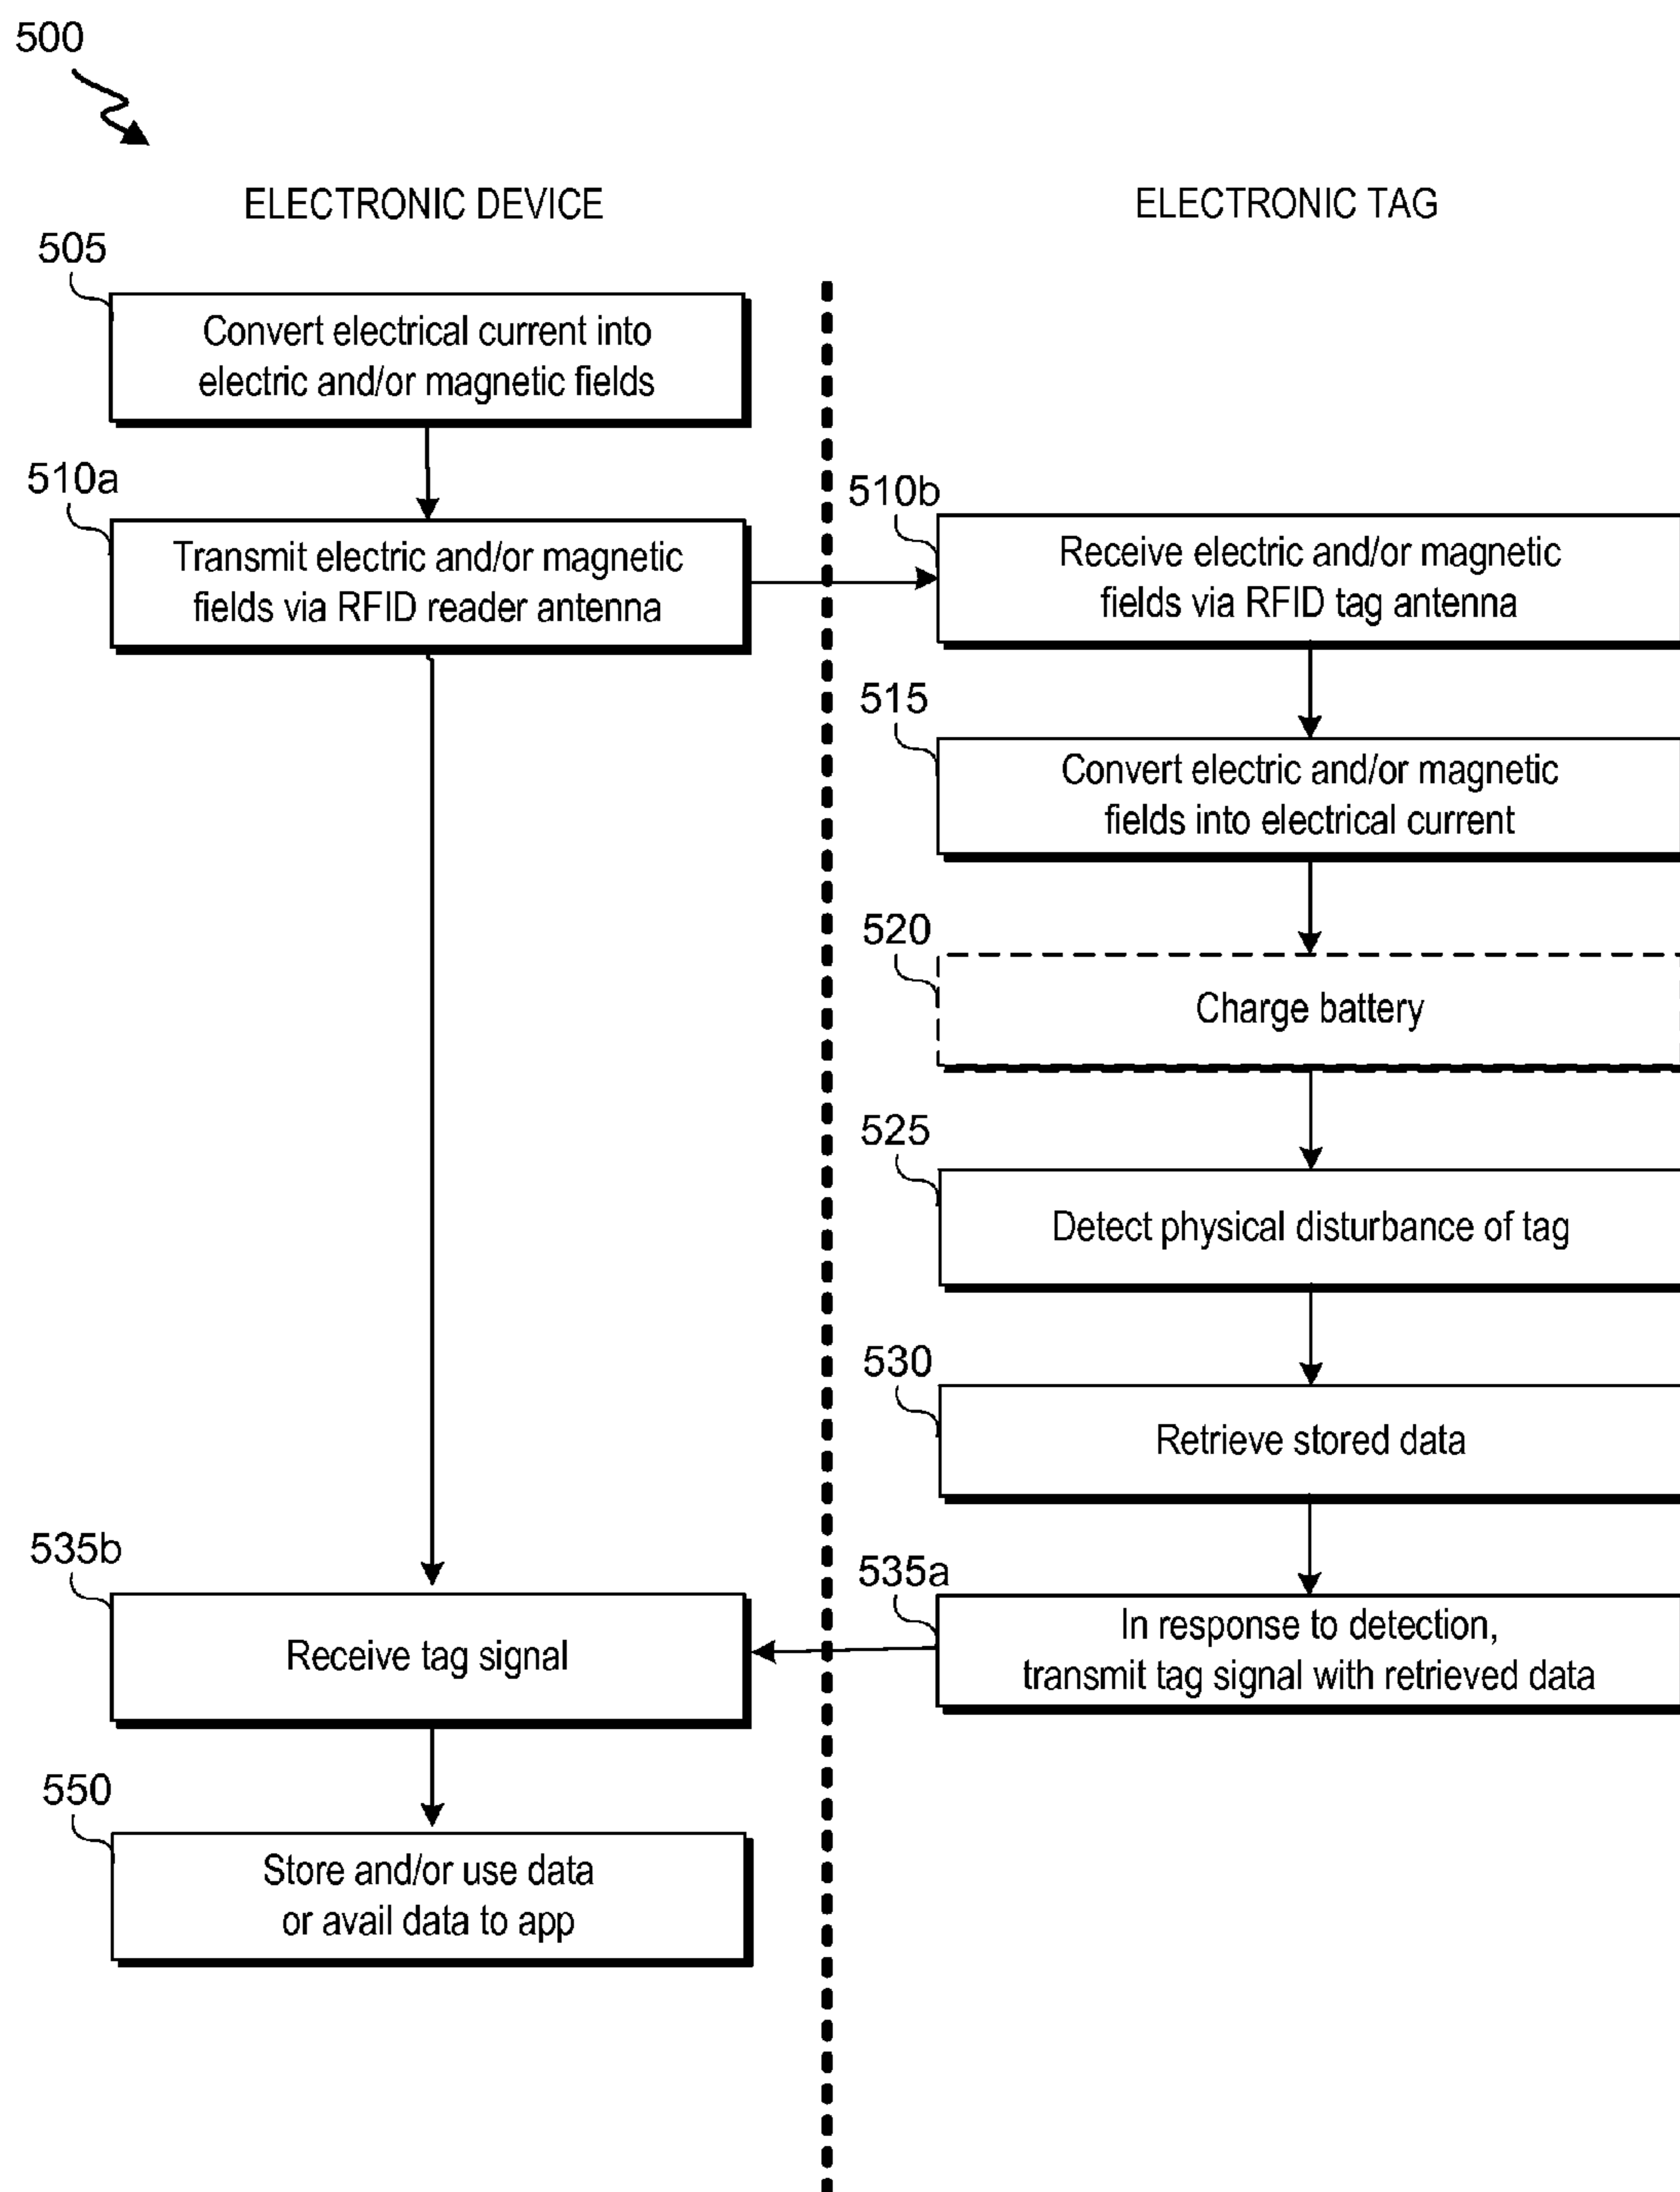 500
ELECTRONIC DEVICE
ELECTRONIC TAG
505
Convert electrical current into
electric and/or magnetic fields
510a
Transmit electric and/or magnetic
fields via RFID reader antenna
510b
Receive electric and/or magnetic
fields via RFID tag antenna
515
Convert electric and/or magnetic
fields into electrical current
520
Charge battery
525
Detect physical disturbance of tag
530
Retrieve stored data
535a
In response to detection,
transmit tag signal with retrieved data
535b
Receive tag signal
550
Store and/or use data
or avail data to app